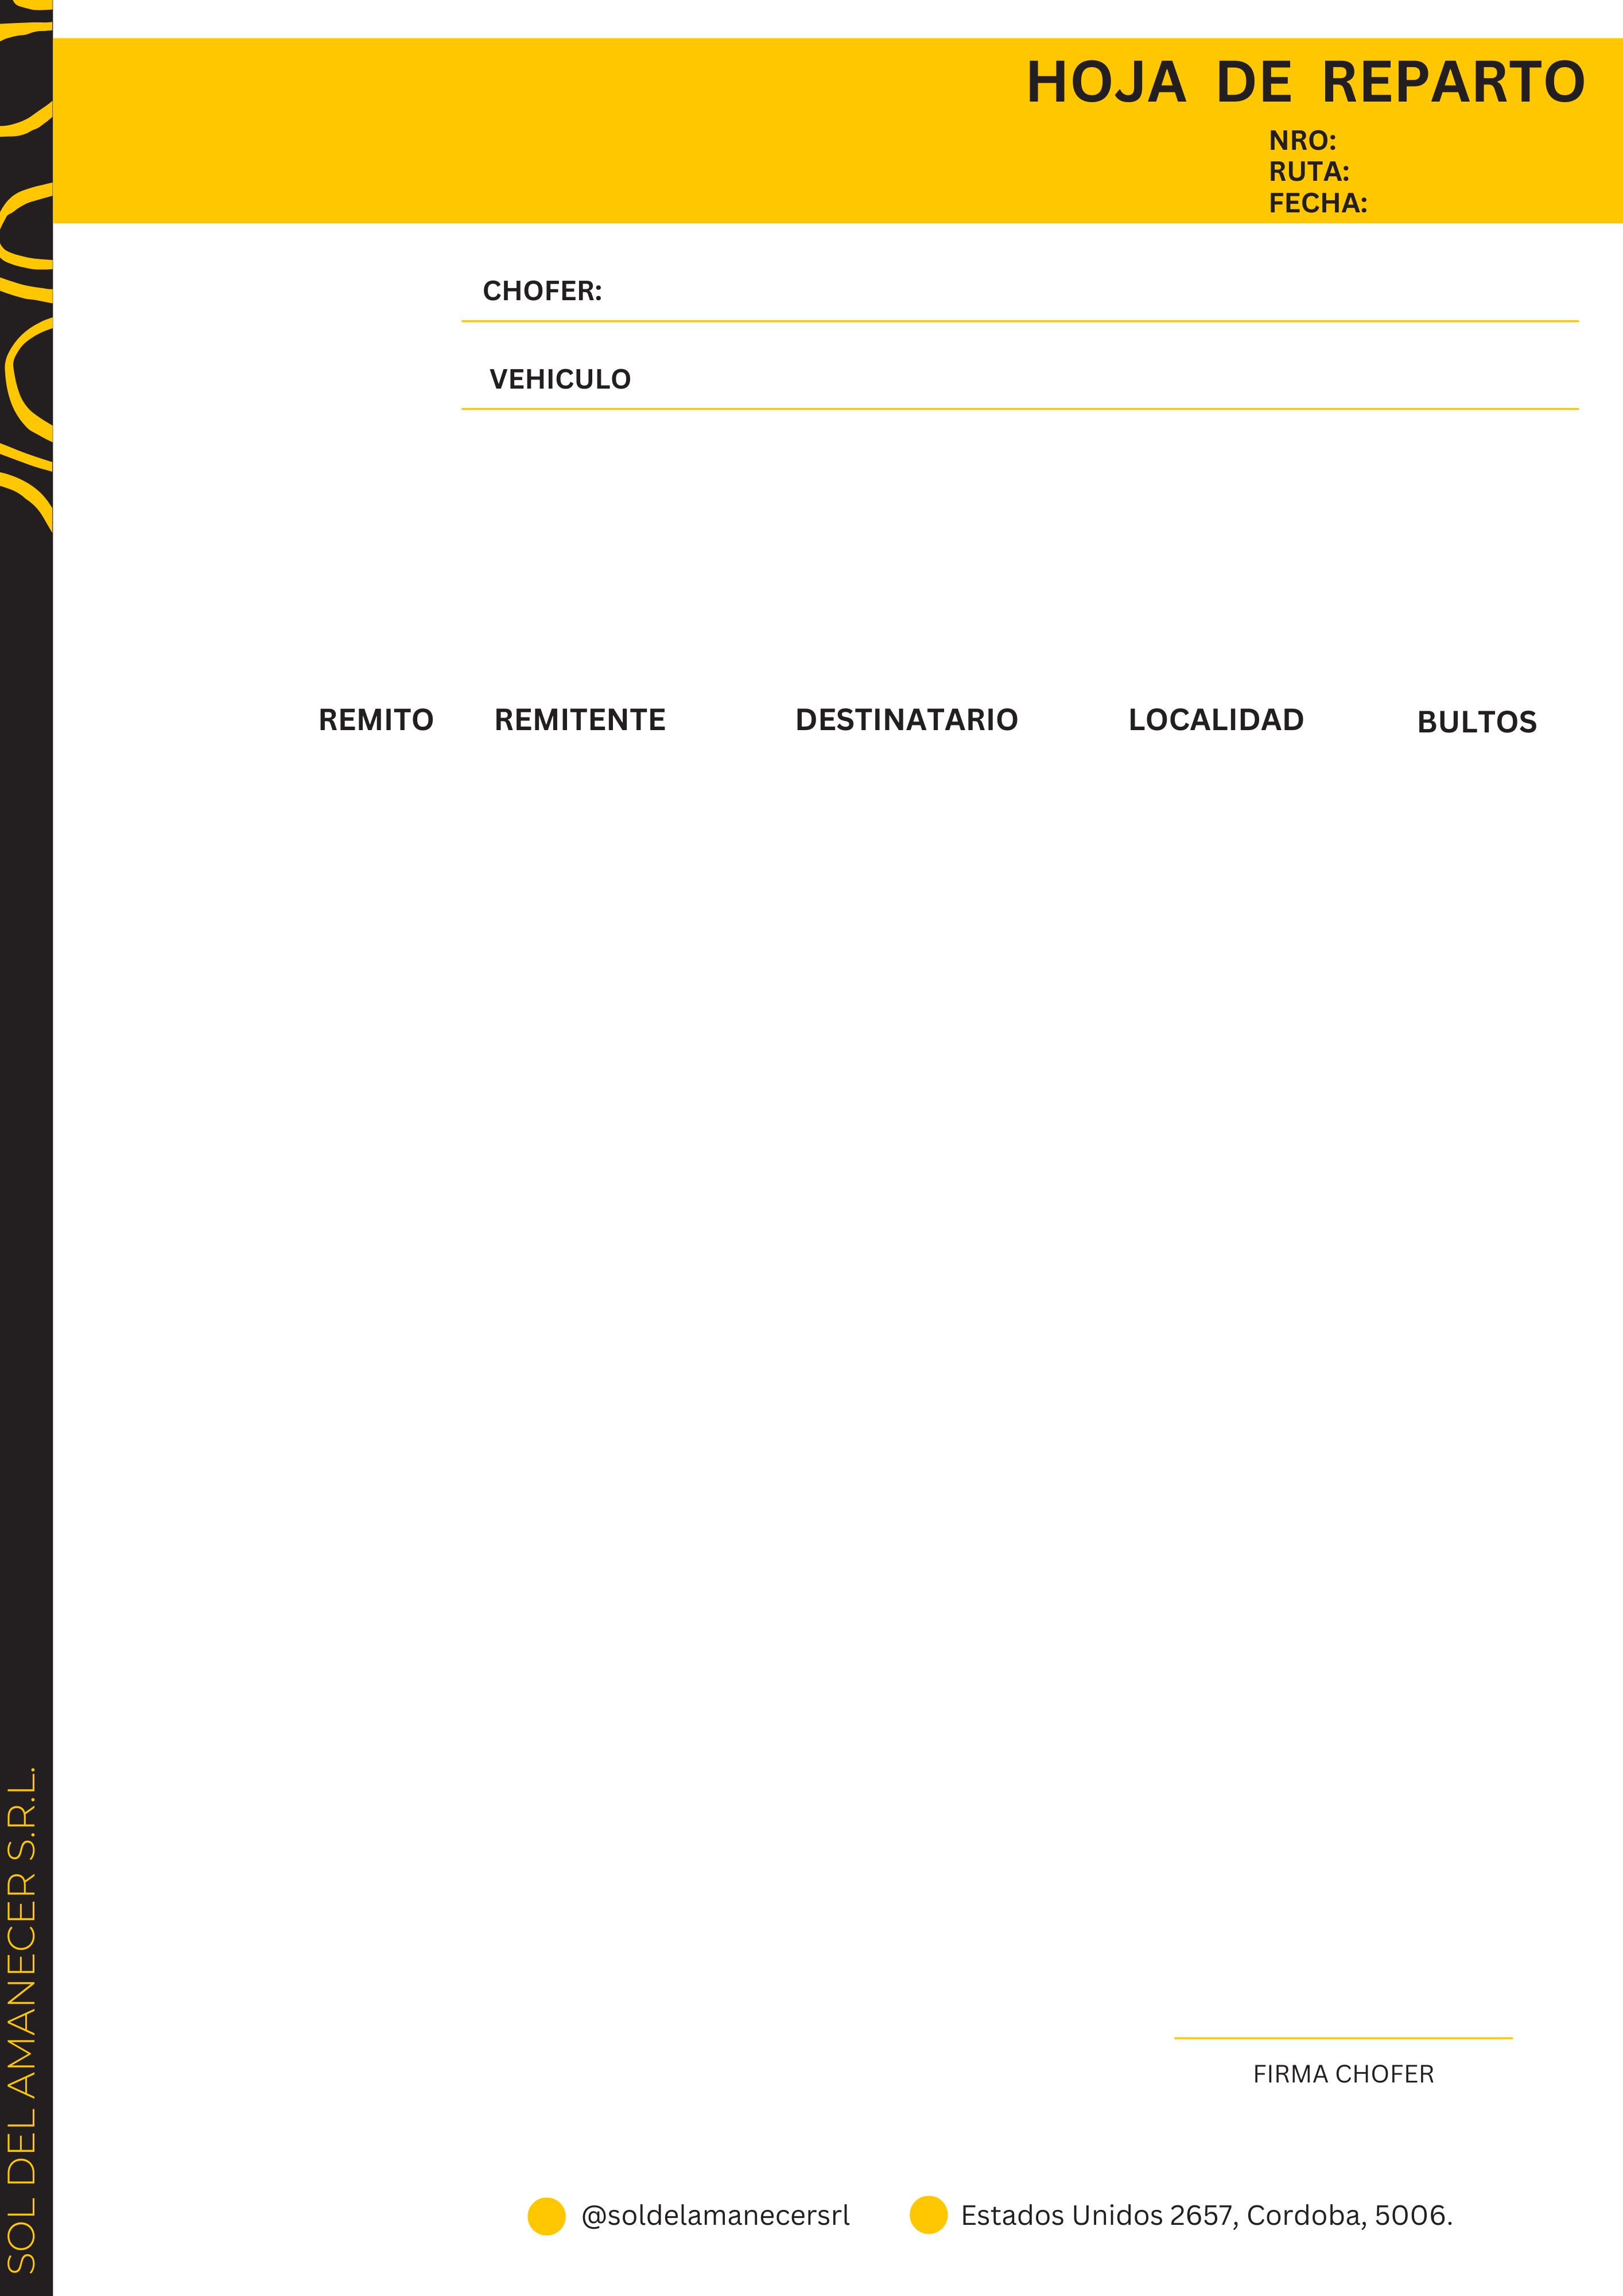 HOJA DE REPARTO
NRO:
RUTA:
FECHA:
CHOFER:
VEHICULO
REMITO REMITENTE DESTINATARIO LOCALIDAD BULTOS
FIRMA CHOFER
@soldelamanecersrl Estados Unidos 2657, Cordoba, 5006.
SOL DEL AMANECER S.R.L.